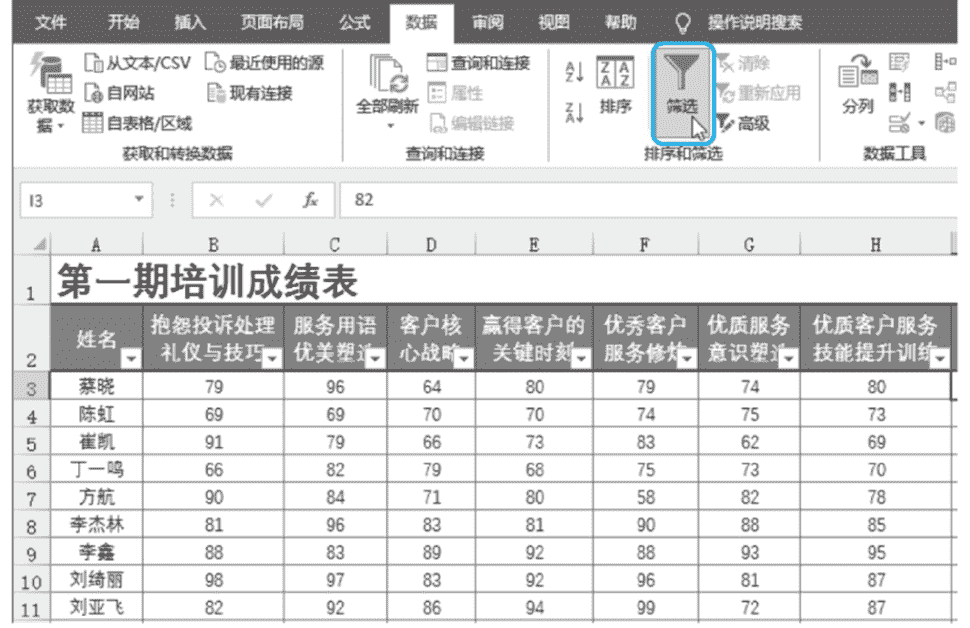 文件 开始 插入 页面布局 公式 数据 审阅 视图 帮助 操作说明搜索
获取数据
从文本/CSV
自网站
自表格/区域
最近使用的源
现有连接
获取和转换数据
全部刷新
查询和连接
属性
编辑链接
查询和连接
排序
筛选
清除
重新应用
高级
排序和筛选
分列
数据工具
I3 fx 82
A B C D E F G H
1 第一期培训成绩表
2 姓名 抱怨投诉处理礼仪与技巧 服务用语优美塑造 客户核心战略 赢得客户的关键时刻 优秀客户服务修炼 优质服务意识塑造 优质客户服务技能提升训练
3 蔡晓 79 96 64 80 79 74 80
4 陈虹 69 69 70 70 74 75 73
5 崔凯 91 79 66 73 83 62 69
6 丁一鸣 66 82 79 68 75 73 70
7 方航 90 84 71 80 58 82 78
8 李杰林 81 96 83 81 90 88 85
9 李鑫 88 83 89 92 88 93 95
10 刘绮丽 98 97 83 92 96 81 87
11 刘亚飞 82 92 86 94 99 72 87